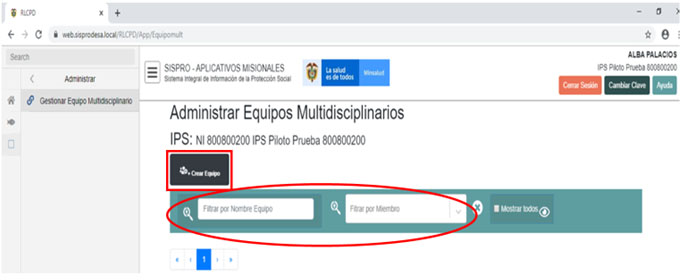 RLCPD
web.sisprodesa.local/RLCPD/App/Equipomult
Search
Administrar
Gestionar Equipo Multidisciplinario
SISPRO - APLICATIVOS MISIONALES
Sistema Integral de Información de la Protección Social
La salud
es de todos
Minsalud
ALBA PALACIOS
IPS Piloto Prueba 800800200
Cerrar Sesión
Cambiar Clave
Ayuda
Administrar Equipos Multidisciplinarios
IPS: NI 800800200 IPS Piloto Prueba 800800200
Crear Equipo
Filtrar por Nombre Equipo
Filtrar por Miembro
Mostrar todos
« ‹ 1 › »